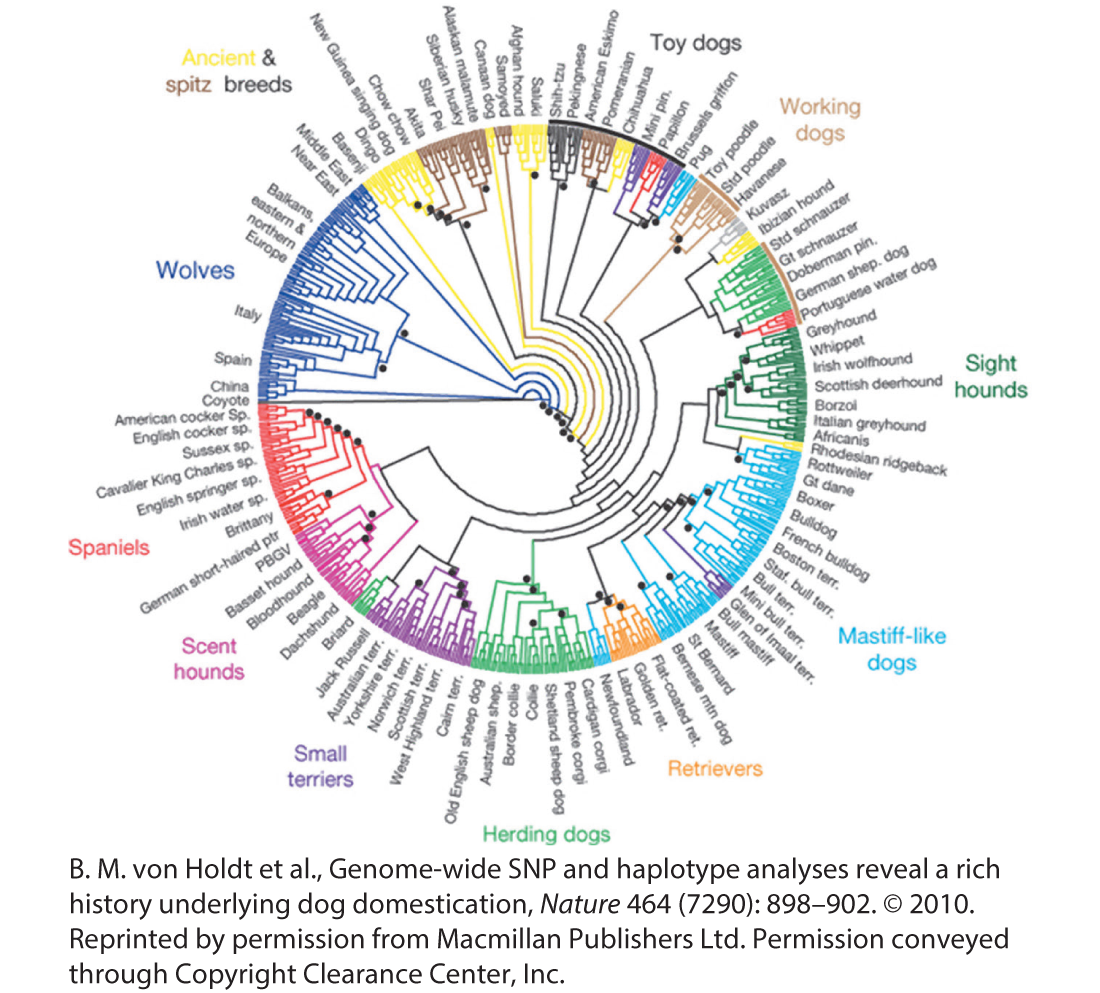 Ancient &
spitz breeds
Toy dogs
Working
dogs
Sight
hounds
Mastiff-like
dogs
Retrievers
Herding dogs
Small
terriers
Scent
hounds
Spaniels
Wolves
Coyote
China
Spain
Italy
Balkans,
eastern &
northern
Europe
Near East
Middle East
Basenji
Dingo
New Guinea singing dog
Chow chow
Akita
Shar Pei
Siberian husky
Alaskan malamute
Canaan dog
Samoyed
Afghan hound
Saluki
Shih-tzu
Pekingnese
American Eskimo
Pomeranian
Chihuahua
Mini pin.
Papillon
Brussels griffon
Pug
Toy poodle
Std poodle
Havanese
Kuvasz
Ibizian hound
Std schnauzer
Gt schnauzer
Doberman pin.
German shep. dog
Portuguese water dog
Greyhound
Whippet
Irish wolfhound
Scottish deerhound
Borzoi
Italian greyhound
Africanis
Rhodesian ridgeback
Rottweiler
Gt dane
Boxer
Bulldog
French bulldog
Boston terr.
Staf. bull terr.
Bull terr.
Mini bull terr.
Glen of Imaal terr.
Bull mastiff
Mastiff
St Bernard
Bernese mtn dog
Flat-coated ret.
Golden ret.
Labrador
Newfoundland
Cardigan corgi
Pembroke corgi
Shetland sheep dog
Collie
Border collie
Australian shep.
Old English sheep dog
Cairn terr.
West Highland terr.
Scottish terr.
Norwich terr.
Yorkshire terr.
Australian terr.
Jack Russell
Briard
Dachshund
Beagle
Bloodhound
Basset hound
PBGV
German short-haired ptr
Brittany
Irish water sp.
English springer sp.
Cavalier King Charles sp.
Sussex sp.
English cocker sp.
American cocker Sp.
B. M. von Holdt et al., Genome-wide SNP and haplotype analyses reveal a rich
history underlying dog domestication, Nature 464 (7290): 898–902. © 2010.
Reprinted by permission from Macmillan Publishers Ltd. Permission conveyed
through Copyright Clearance Center, Inc.